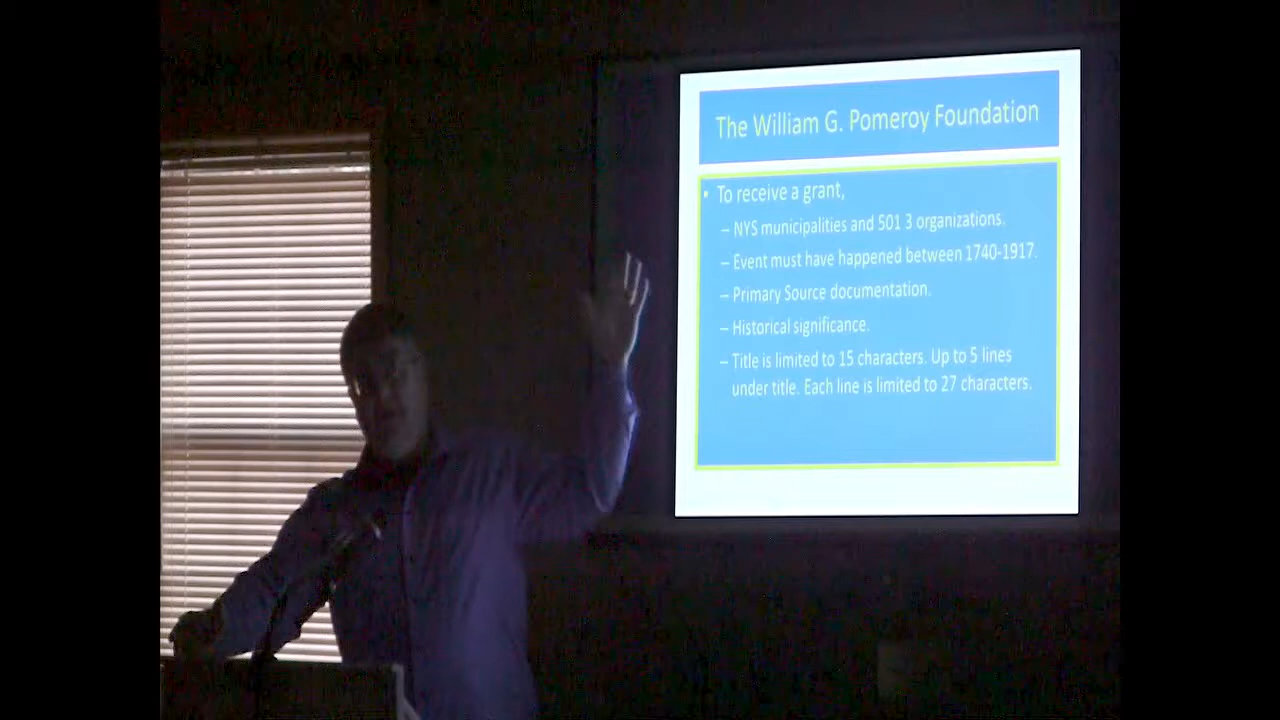 The William G. Pomeroy Foundation
• To receive a grant,
– NYS municipalities and 501 3 organizations.
– Event must have happened between 1740-1917.
– Primary Source documentation.
– Historical significance.
– Title is limited to 15 characters. Up to 5 lines
under title. Each line is limited to 27 characters.